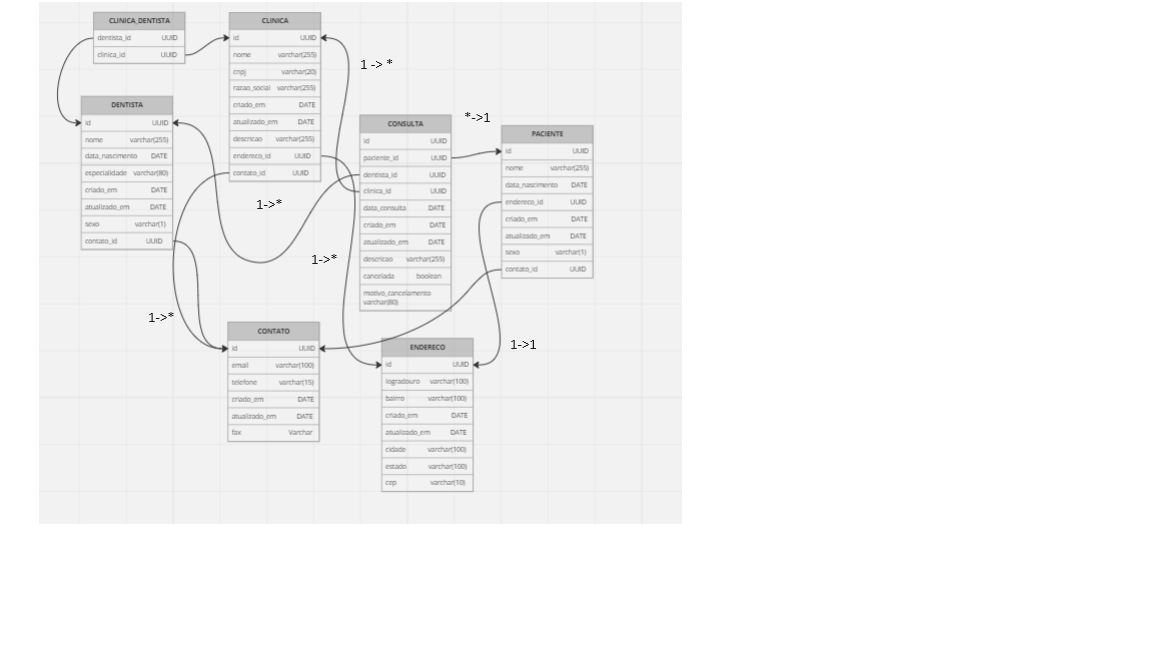 CLINICA_DENTISTA
dentista_id UUID
clinica_id UUID
CLINICA
id UUID
nome varchar(255)
cnpj varchar(20)
razao_social varchar(255)
criado_em DATE
atualizado_em DATE
descricao varchar(255)
endereco_id UUID
contato_id UUID
1 -> *
DENTISTA
id UUID
nome varchar(255)
data_nascimento DATE
especialidade varchar(80)
criado_em DATE
atualizado_em DATE
sexo varchar(1)
contato_id UUID
CONSULTA
id UUID
paciente_id UUID
dentista_id UUID
clinica_id UUID
data_consulta DATE
criado_em DATE
atualizado_em DATE
descricao varchar(255)
cancelada boolean
motivo_cancelamento
varchar(80)
*->1
PACIENTE
id UUID
nome varchar(255)
data_nascimento DATE
endereco_id UUID
criado_em DATE
atualizado_em DATE
sexo varchar(1)
contato_id UUID
1->*
1->*
1->*
CONTATO
id UUID
email varchar(100)
telefone varchar(15)
criado_em DATE
atualizado_em DATE
fax Varchar
ENDERECO
id UUID
logradouro varchar(100)
bairro varchar(100)
criado_em DATE
atualizado_em DATE
cidade varchar(100)
estado varchar(100)
cep varchar(10)
1->1